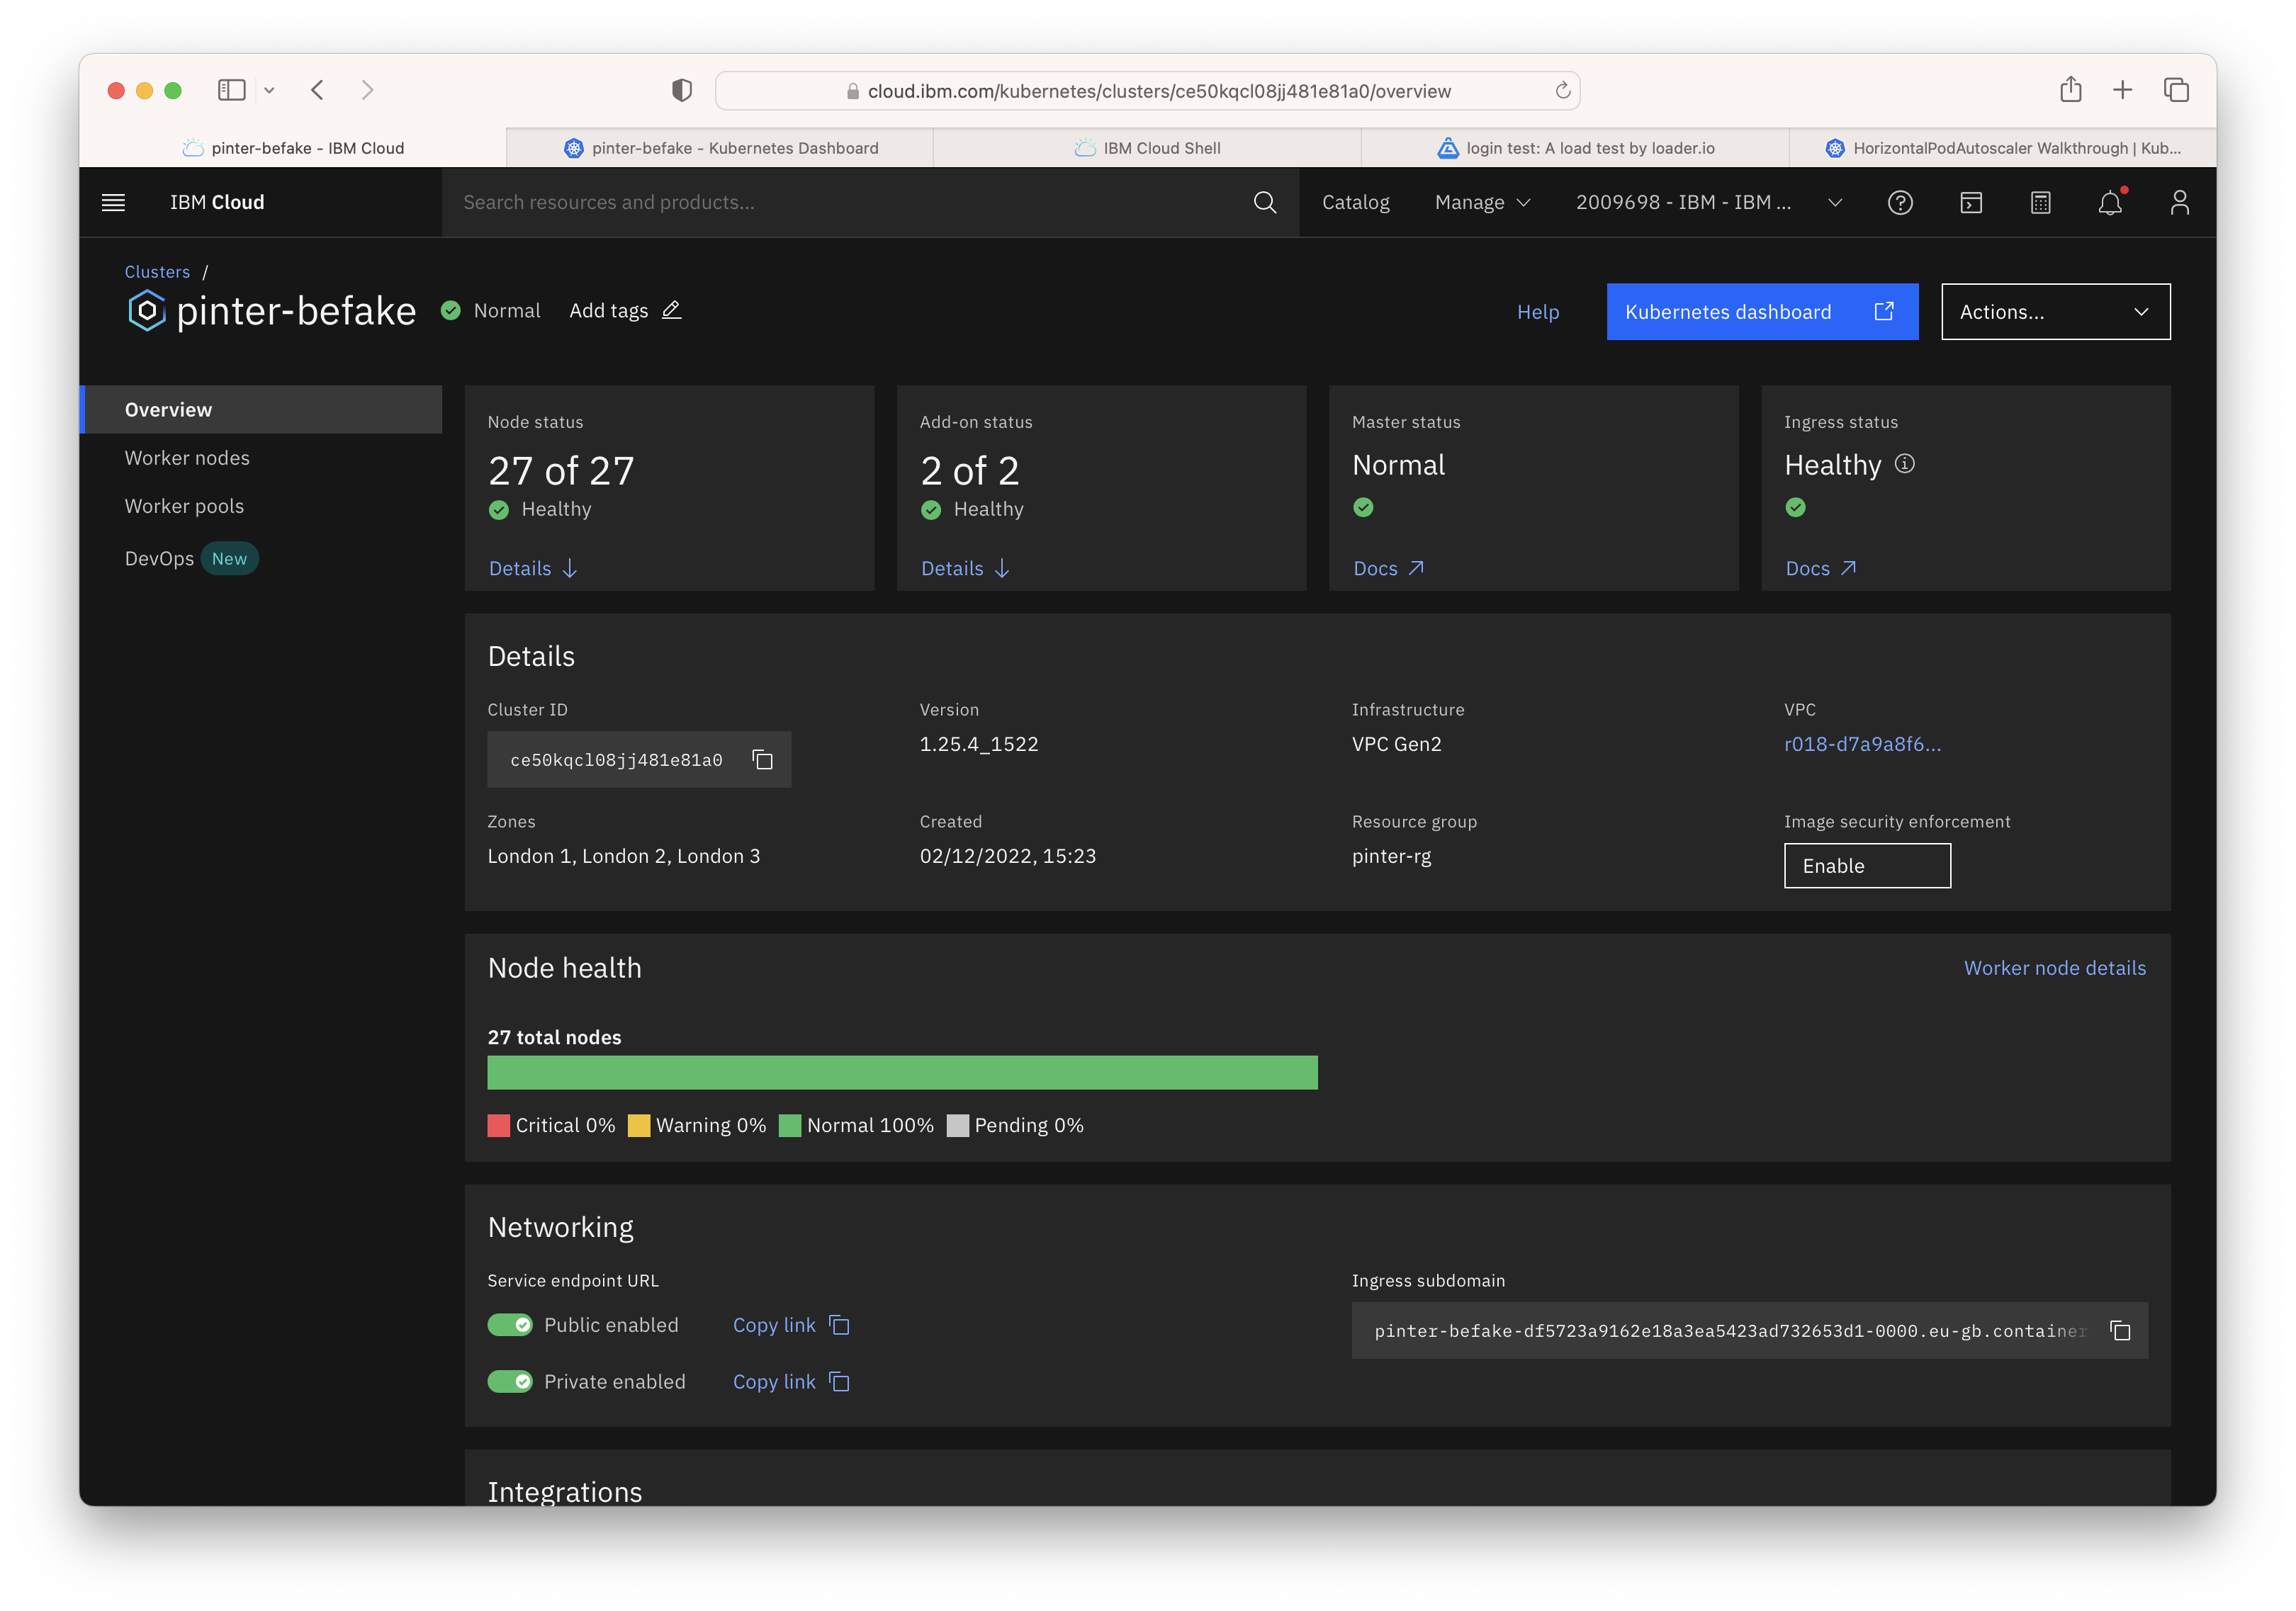 cloud.ibm.com/kubernetes/clusters/ce50kqcl08jj481e81a0/overview
pinter-befake - IBM Cloud
pinter-befake - Kubernetes Dashboard
IBM Cloud Shell
login test: A load test by loader.io
HorizontalPodAutoscaler Walkthrough | Kub...
IBM Cloud
Search resources and products...
Catalog
Manage
2009698 - IBM - IBM ...
Clusters /
pinter-befake
Normal
Add tags
Help
Kubernetes dashboard
Actions...
Overview
Worker nodes
Worker pools
DevOps New
Node status
27 of 27
Healthy
Details
Add-on status
2 of 2
Healthy
Details
Master status
Normal
Docs
Ingress status
Healthy
Docs
Details
Cluster ID
ce50kqcl08jj481e81a0
Version
1.25.4_1522
Infrastructure
VPC Gen2
VPC
r018-d7a9a8f6...
Zones
London 1, London 2, London 3
Created
02/12/2022, 15:23
Resource group
pinter-rg
Image security enforcement
Enable
Node health
Worker node details
27 total nodes
Critical 0% Warning 0% Normal 100% Pending 0%
Networking
Service endpoint URL
Public enabled Copy link
Private enabled Copy link
Ingress subdomain
pinter-befake-df5723a9162e18a3ea5423ad732653d1-0000.eu-gb.container
Integrations